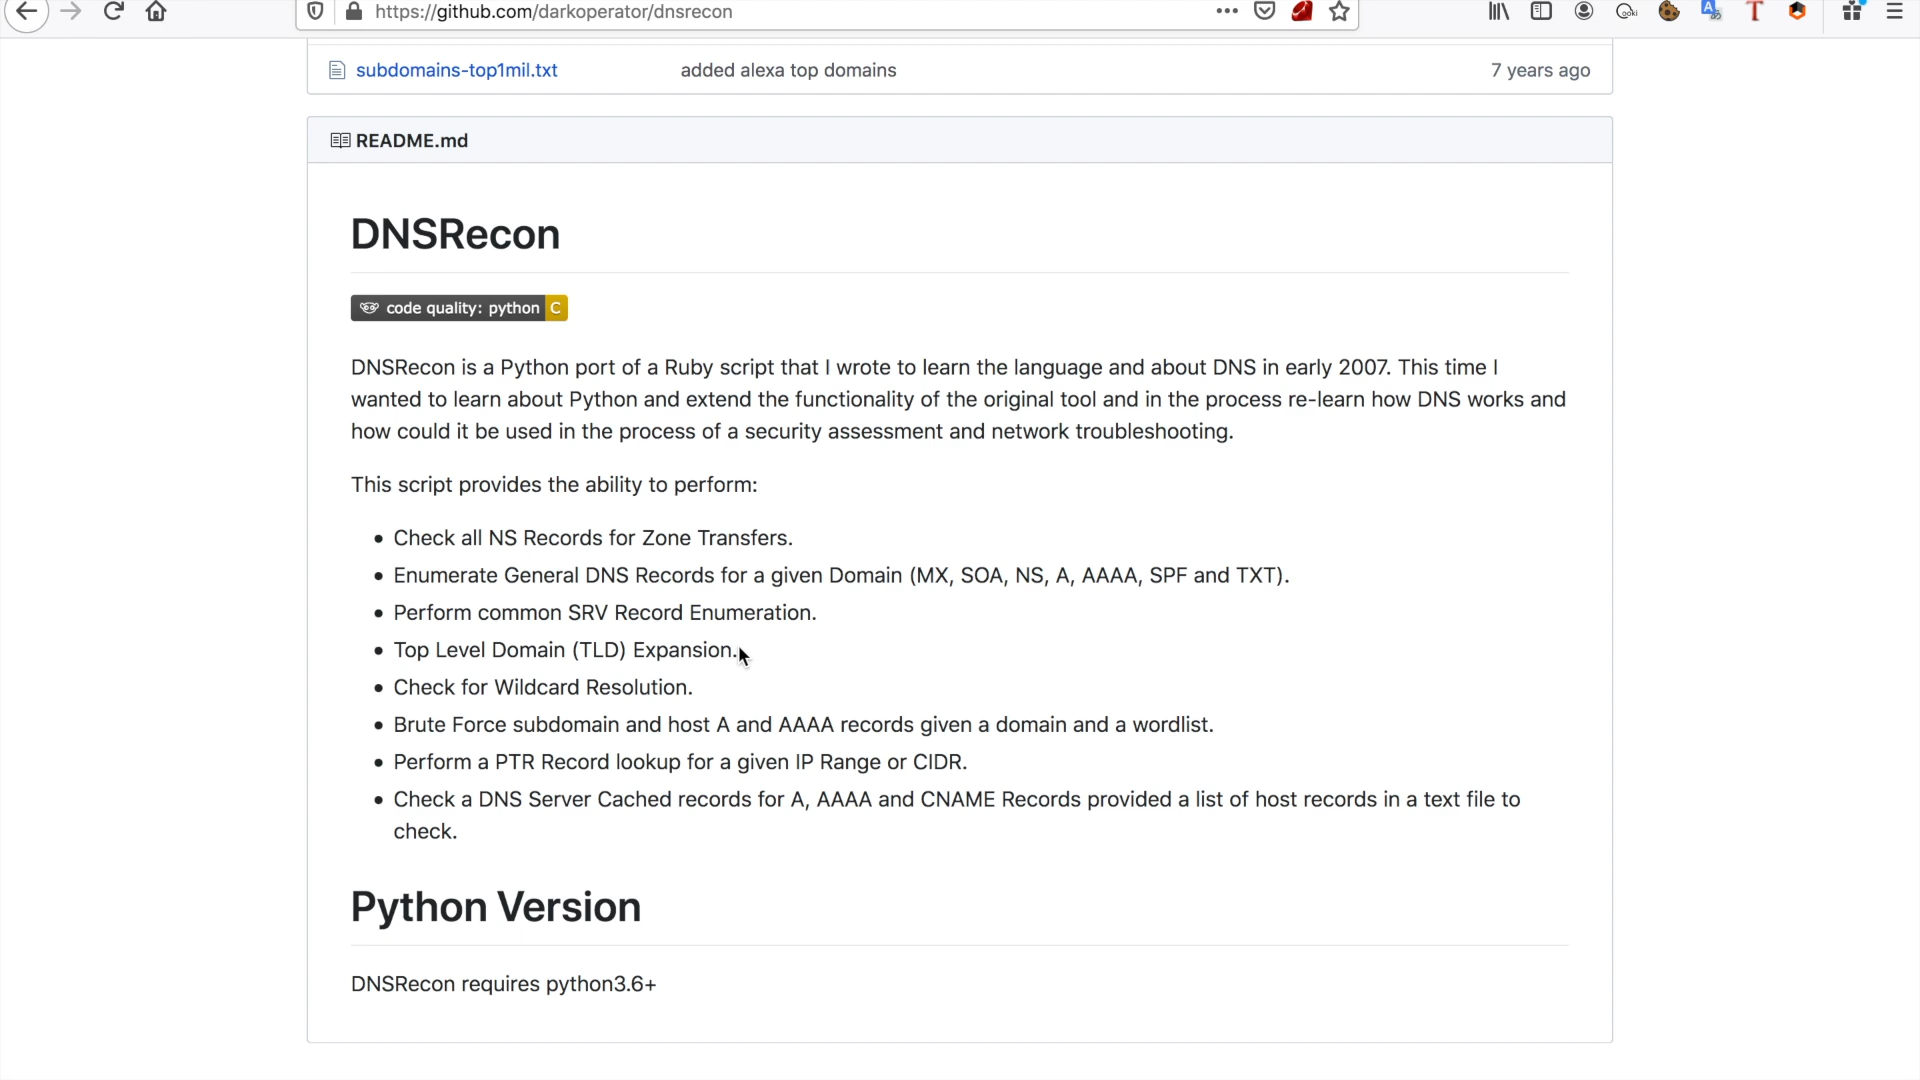 https://github.com/darkoperator/dnsrecon
subdomains-top1mil.txt added alexa top domains 7 years ago
README.md
DNSRecon
code quality: python C
DNSRecon is a Python port of a Ruby script that I wrote to learn the language and about DNS in early 2007. This time I
wanted to learn about Python and extend the functionality of the original tool and in the process re-learn how DNS works and
how could it be used in the process of a security assessment and network troubleshooting.
This script provides the ability to perform:
• Check all NS Records for Zone Transfers.
• Enumerate General DNS Records for a given Domain (MX, SOA, NS, A, AAAA, SPF and TXT).
• Perform common SRV Record Enumeration.
• Top Level Domain (TLD) Expansion.
• Check for Wildcard Resolution.
• Brute Force subdomain and host A and AAAA records given a domain and a wordlist.
• Perform a PTR Record lookup for a given IP Range or CIDR.
• Check a DNS Server Cached records for A, AAAA and CNAME Records provided a list of host records in a text file to
check.
Python Version
DNSRecon requires python3.6+